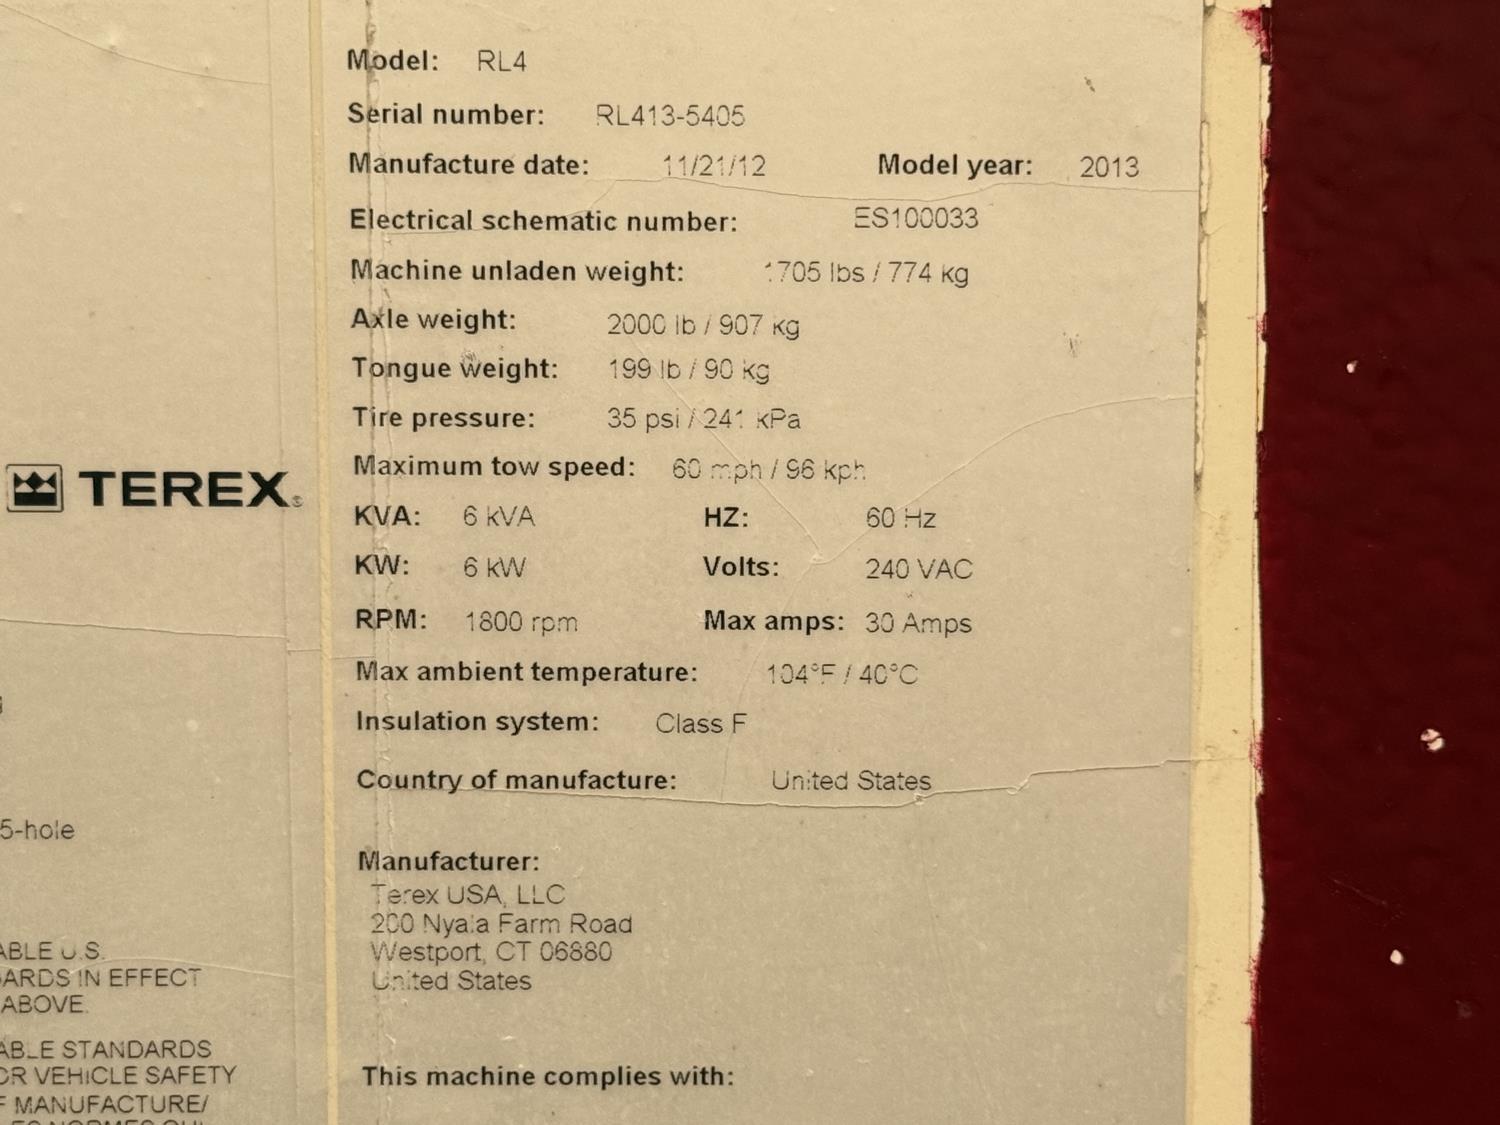 Model: RL4
Serial number: RL413-5405
Manufacture date: 11/21/12 Model year: 2013
Electrical schematic number: ES100033
Machine unladen weight: 1705 lbs / 774 kg
Axle weight: 2000 lb / 907 kg
Tongue weight: 199 lb / 90 kg
Tire pressure: 35 psi / 241 kPa
Maximum tow speed: 60 mph / 96 kph
KVA: 6 kVA HZ: 60 Hz
KW: 6 kW Volts: 240 VAC
RPM: 1800 rpm Max amps: 30 Amps
Max ambient temperature: 104°F / 40°C
Insulation system: Class F
Country of manufacture: United States
Manufacturer:
Terex USA, LLC
200 Nyala Farm Road
Westport, CT 06880
United States
This machine complies with:
TEREX®
5-hole
ABLE U.S.
ARDS IN EFFECT
ABOVE.
ABLE STANDARDS
OR VEHICLE SAFETY
F MANUFACTURE/